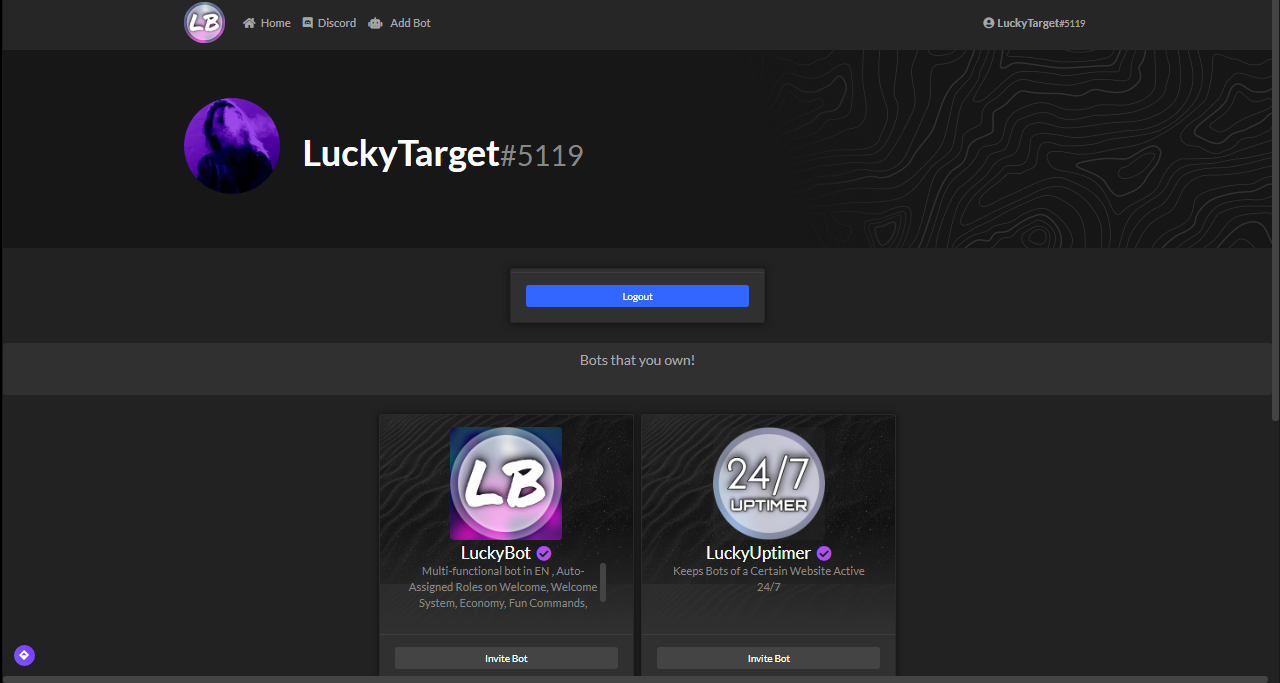 LB Home Discord Add Bot LuckyTarget#5119
LuckyTarget#5119
Logout
Bots that you own!
LB
24/7
UPTIMER
LuckyBot
Multi-functional bot in EN , Auto-
Assigned Roles on Welcome, Welcome
System, Economy, Fun Commands,
LuckyUptimer
Keeps Bots of a Certain Website Active
24/7
Invite Bot
Invite Bot